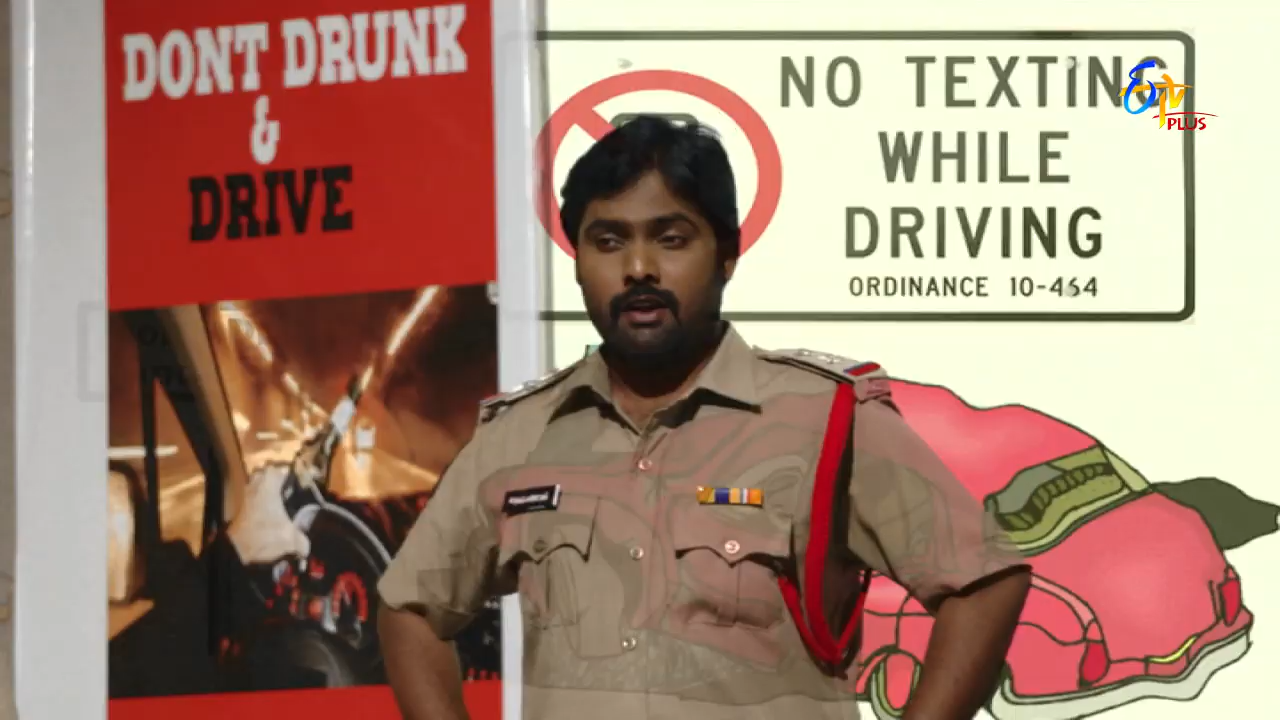 DONT DRUNK
&
DRIVE
NO TEXTING
WHILE
DRIVING
ORDINANCE 10-464
ETV
PLUS